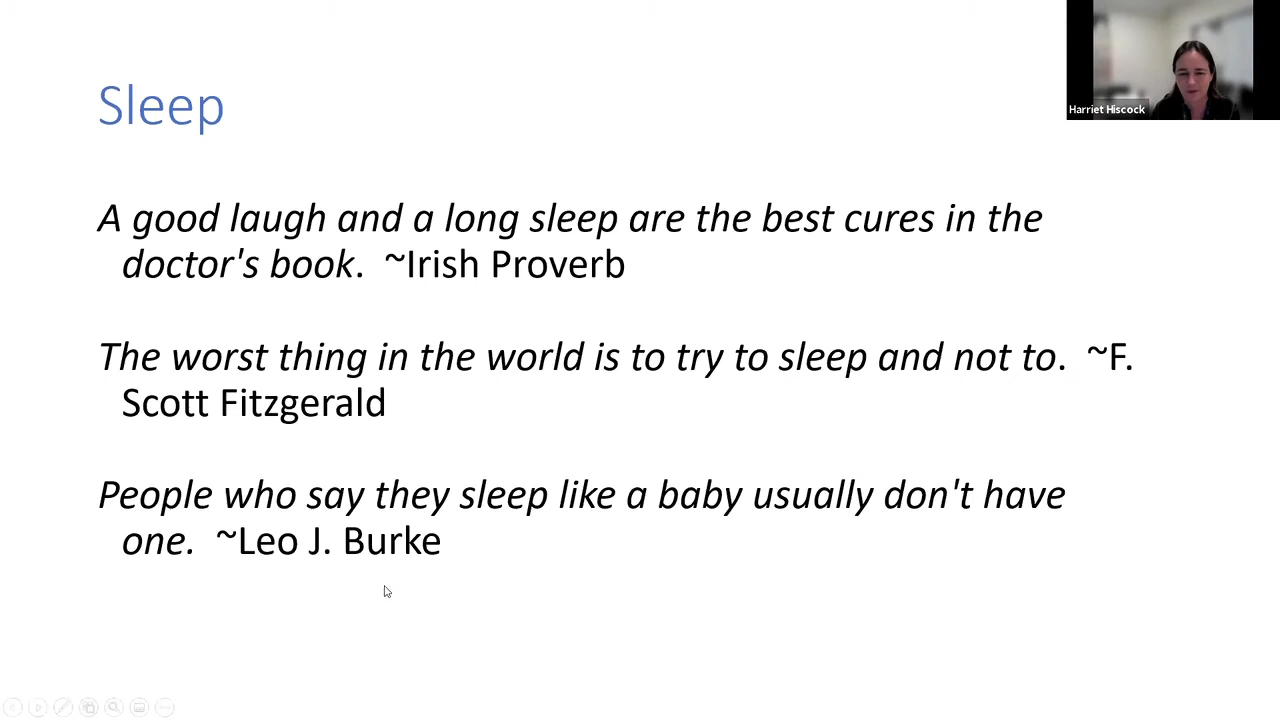 Harriet Hiscock
Sleep
A good laugh and a long sleep are the best cures in the
doctor's book.  ~Irish Proverb
The worst thing in the world is to try to sleep and not to.  ~F.
Scott Fitzgerald
People who say they sleep like a baby usually don't have
one.  ~Leo J. Burke